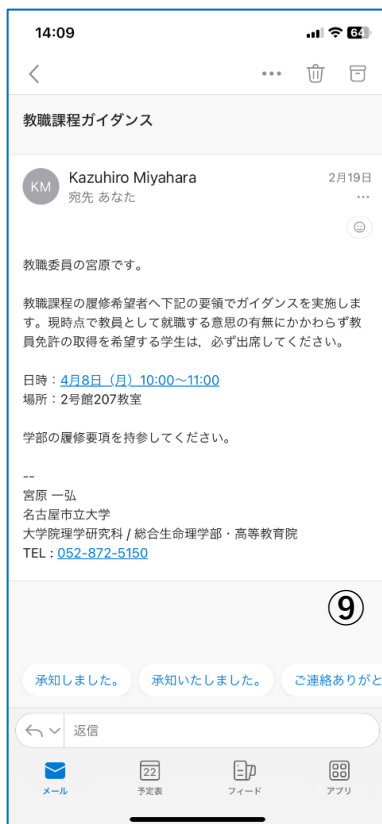 14:09
64
教職課程ガイダンス
KM
Kazuhiro Miyahara
2月19日
宛先 あなた
教職委員の宮原です。
教職課程の履修希望者へ下記の要領でガイダンスを実施しま
す。現時点で教員として就職する意思の有無にかかわらず教
員免許の取得を希望する学生は，必ず出席してください。
日時：4月8日（月）10:00～11:00
場所：2号館207教室
学部の履修要項を持参してください。
--
宮原 一弘
名古屋市立大学
大学院理学研究科 / 総合生命理学部・高等教育院
TEL : 052-872-5150
⑨
承知しました。 承知いたしました。 ご連絡ありがと
返信
22
メール 予定表 フィード アプリ